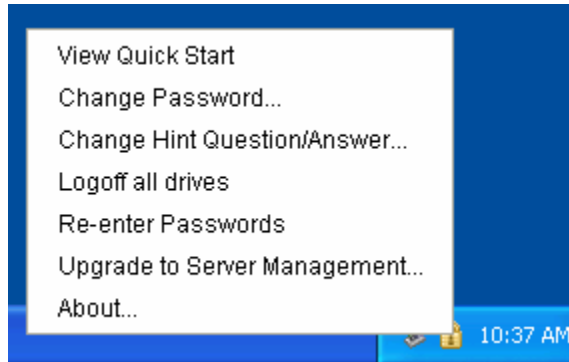 View Quick Start
Change Password...
Change Hint Question/Answer...
Logoff all drives
Re-enter Passwords
Upgrade to Server Management...
About...
10:37 AM